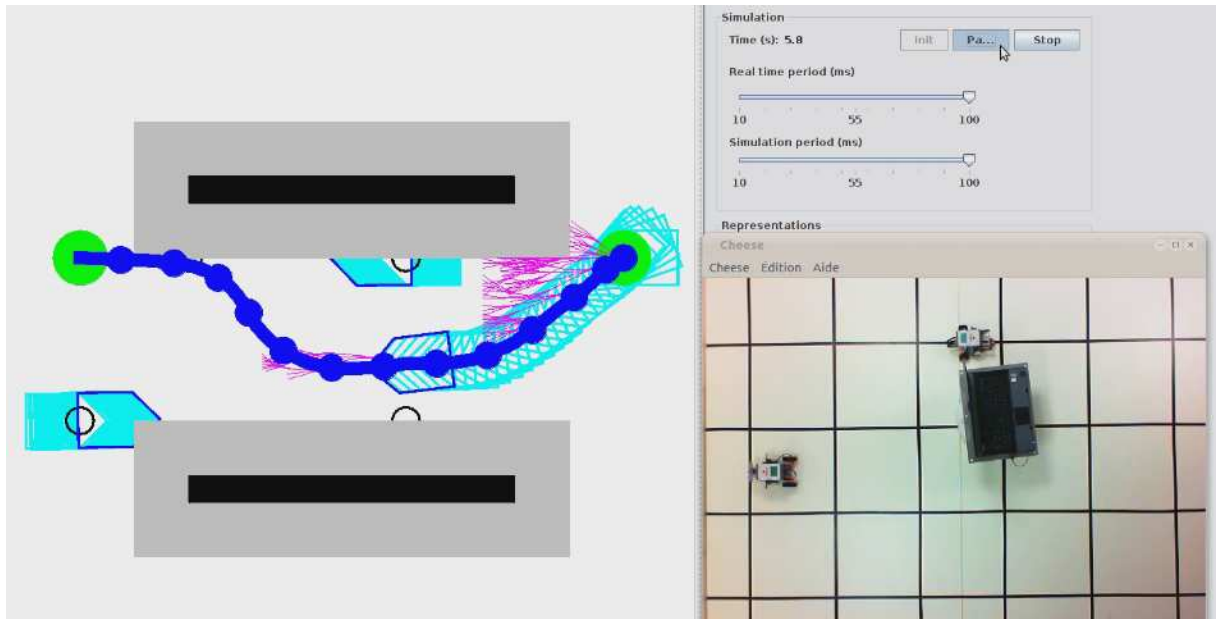 Simulation
Time (s): 5.8
Init Pa... Stop
Real time period (ms)
10 55 100
Simulation period (ms)
10 55 100
Representations
Cheese
Cheese Edition Aide